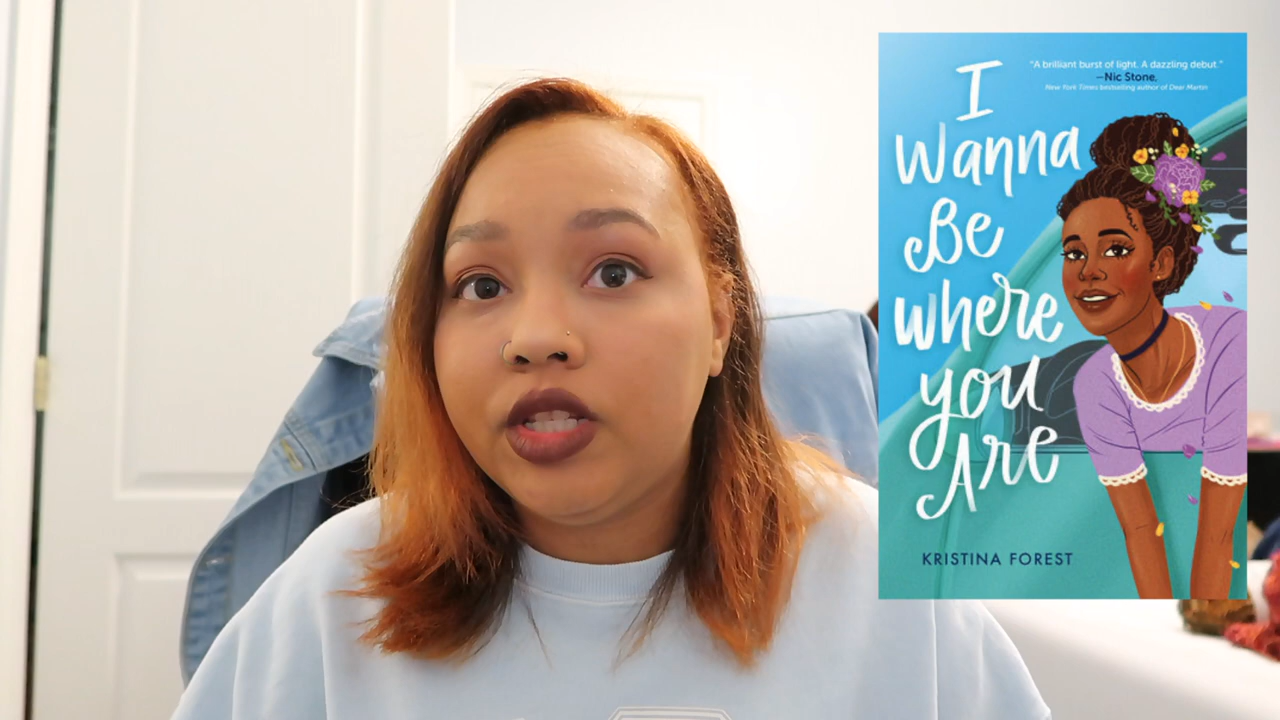 "A brilliant burst of light. A dazzling debut."
—Nic Stone,
New York Times bestselling author of Dear Martin
I
Wanna
Be
where
you
Are
KRISTINA FOREST